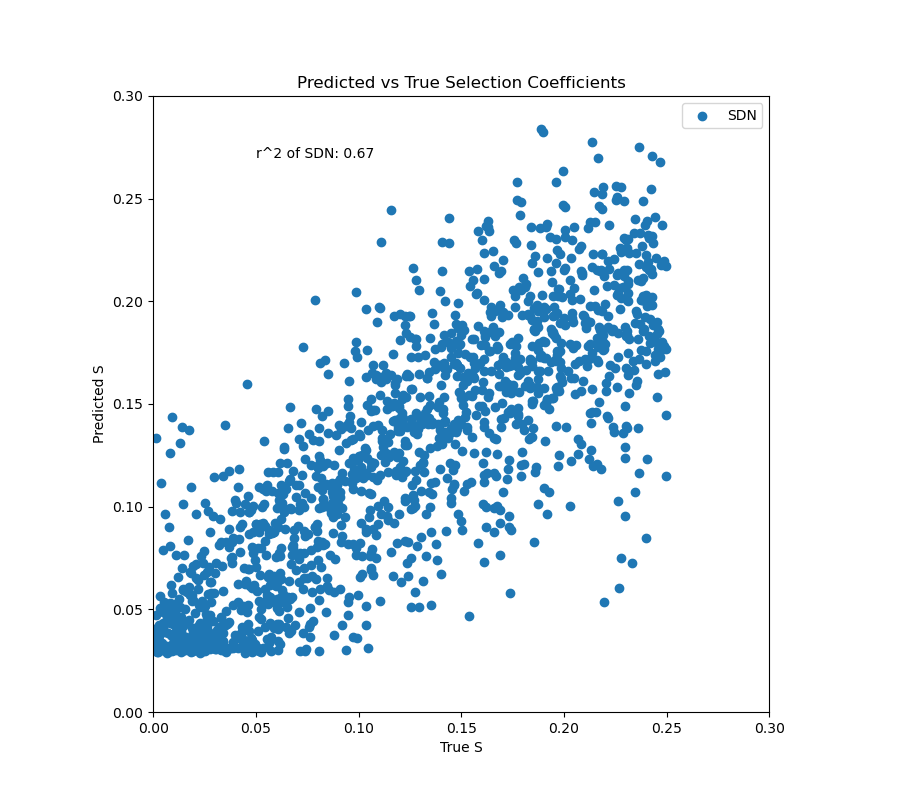 Predicted vs True Selection Coefficients
SDN
r^2 of SDN: 0.67
0.30
0.25
0.20
0.15
0.10
0.05
0.00
Predicted S
0.00 0.05 0.10 0.15 0.20 0.25 0.30
True S